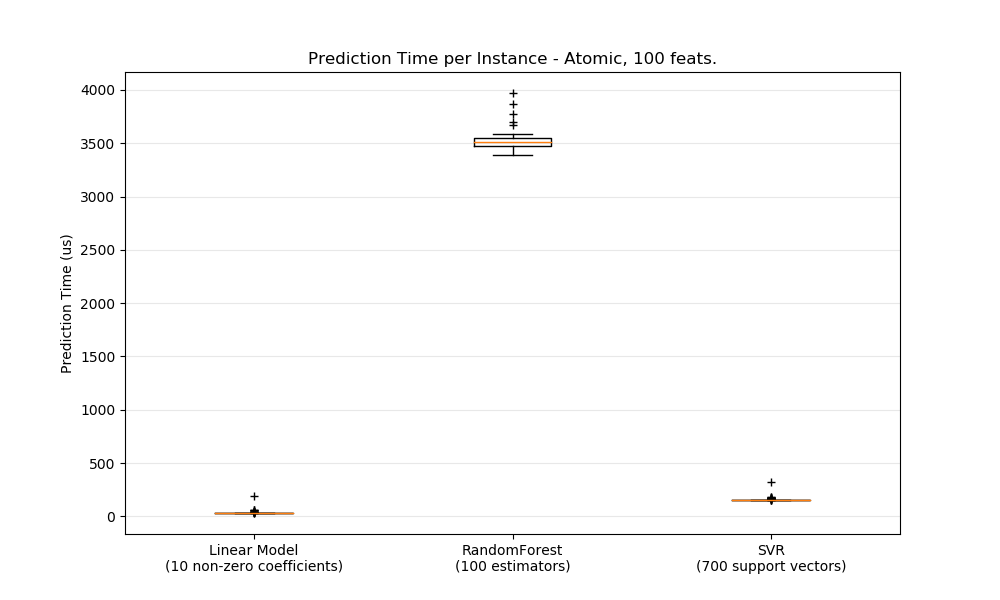 Prediction Time per Instance - Atomic, 100 feats.
Prediction Time (us)
4000
3500
3000
2500
2000
1500
1000
500
0
Linear Model
(10 non-zero coefficients)
RandomForest
(100 estimators)
SVR
(700 support vectors)